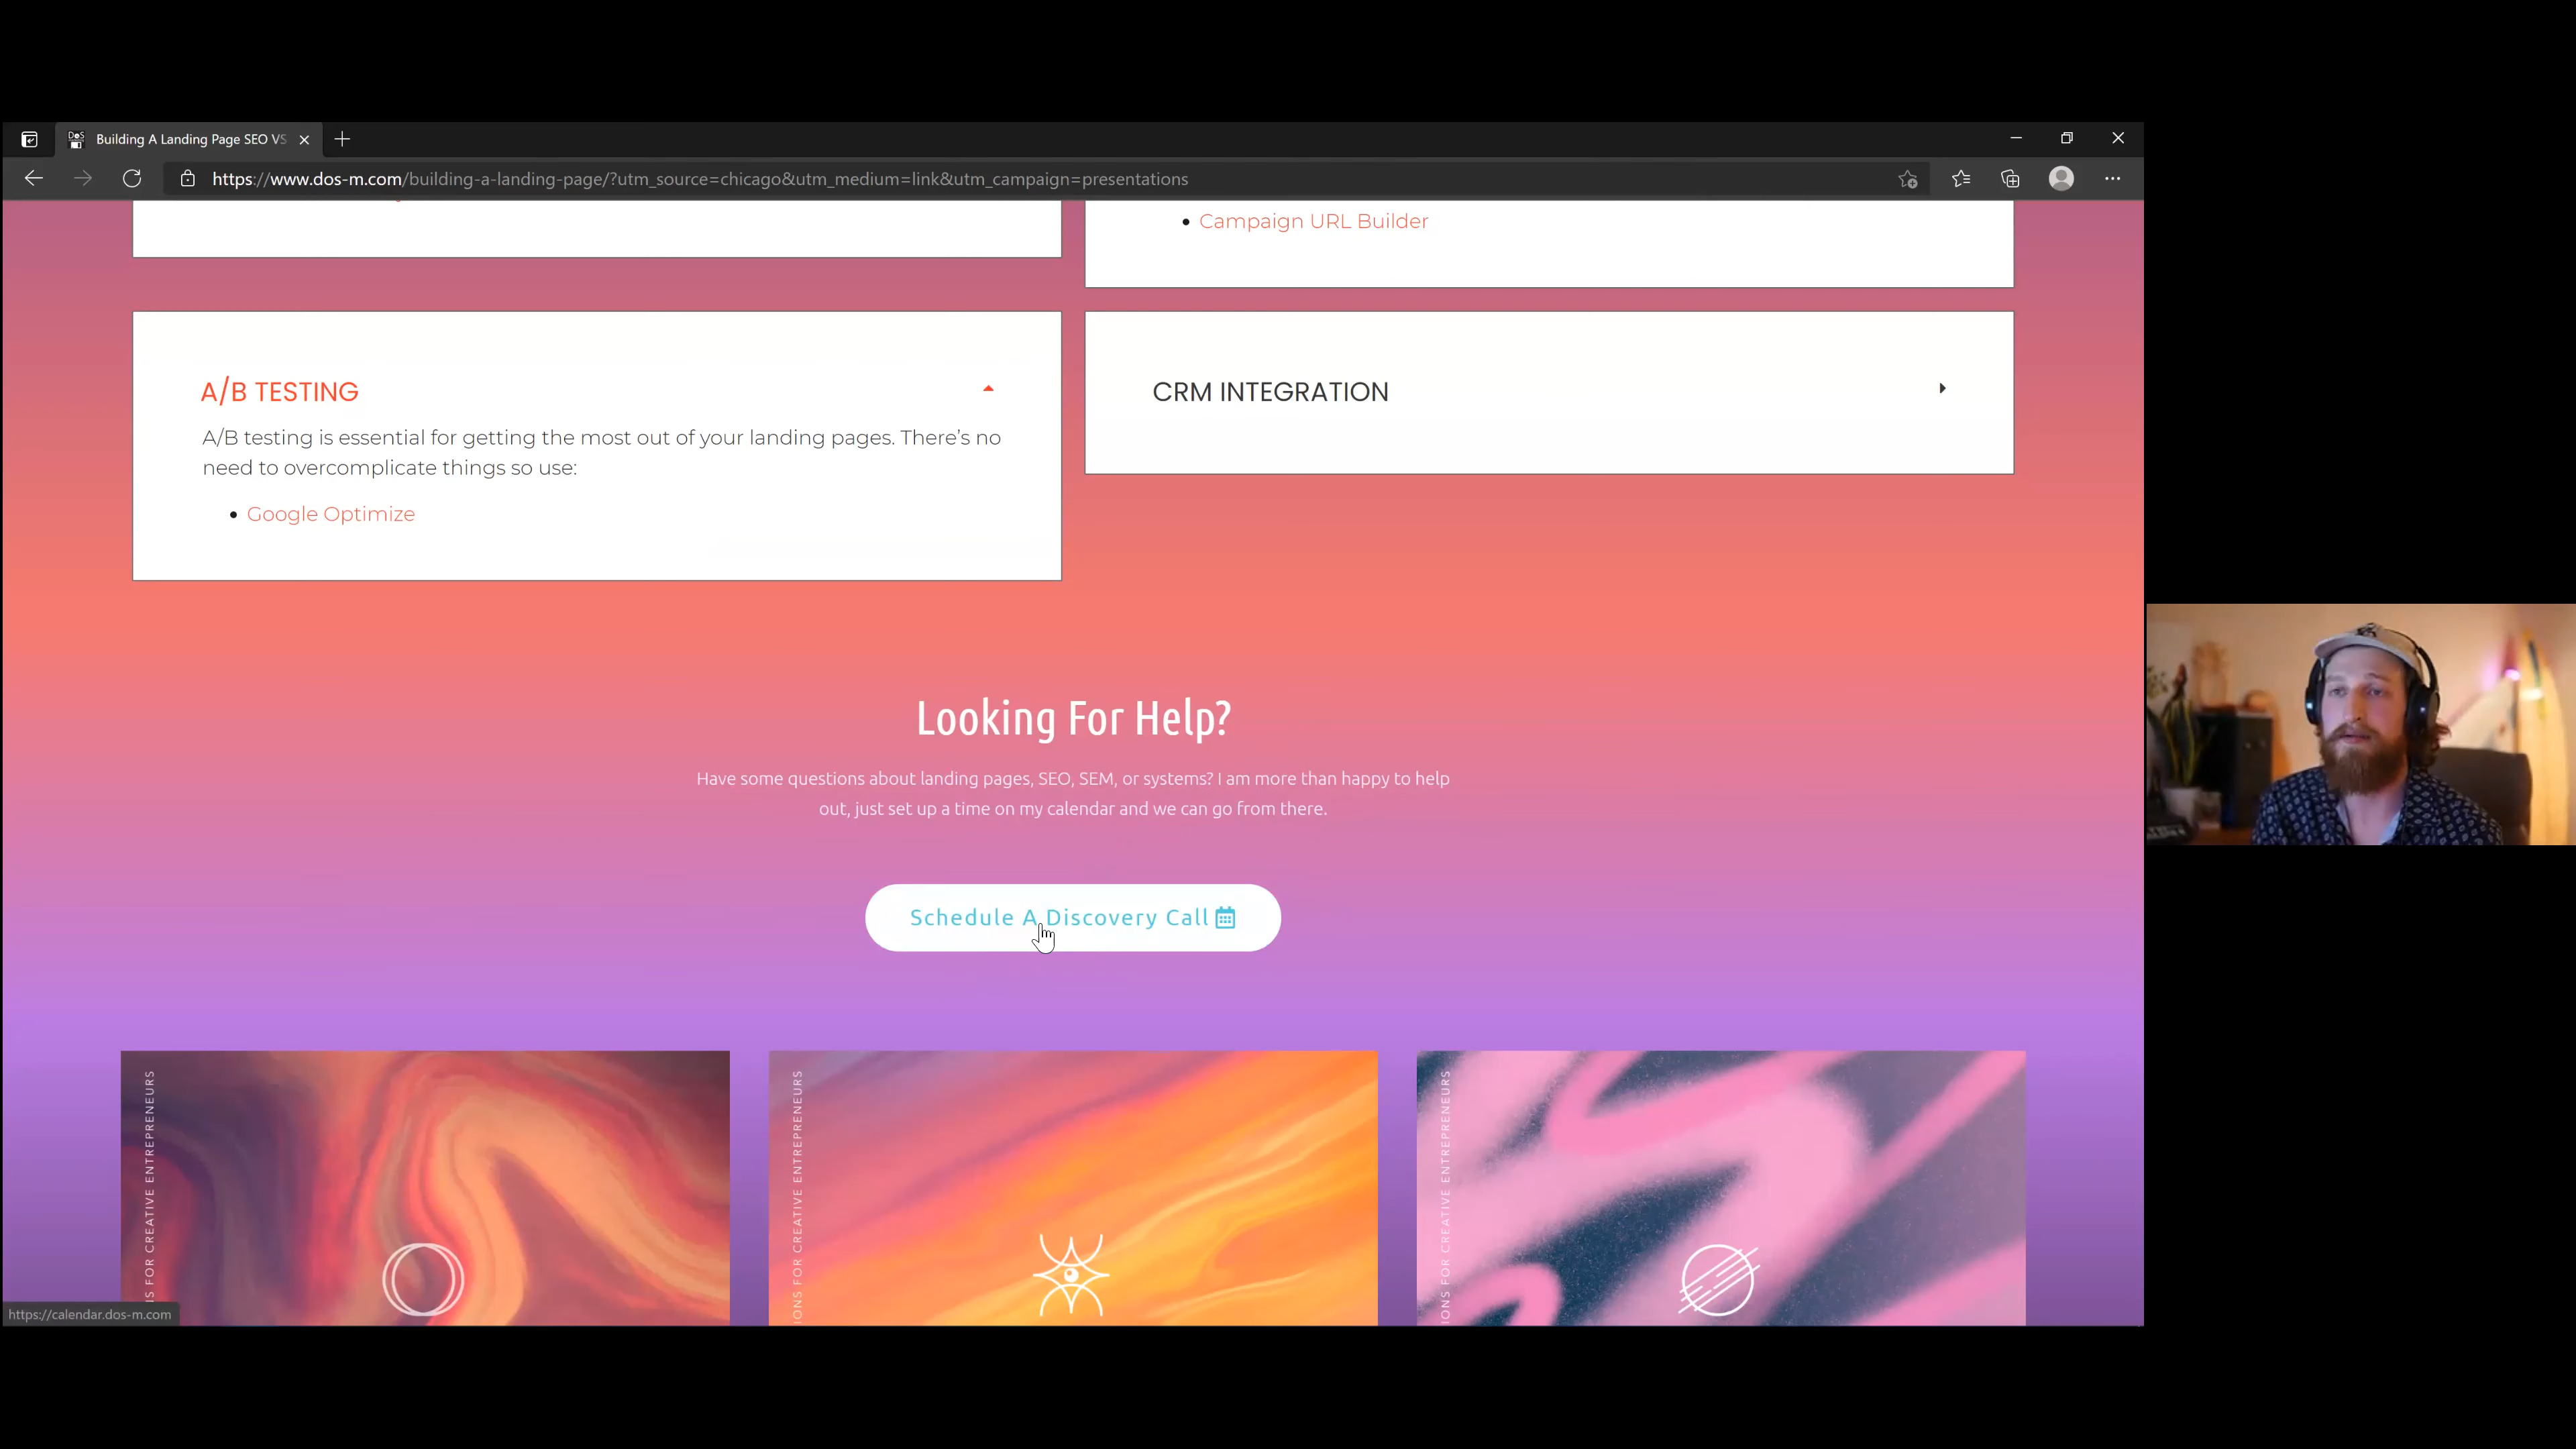 DOS
Building A Landing Page SEO VS
https://www.dos-m.com/building-a-landing-page/?utm_source=chicago&utm_medium=link&utm_campaign=presentations
Campaign URL Builder
A/B TESTING
A/B testing is essential for getting the most out of your landing pages. There's no
need to overcomplicate things so use:
Google Optimize
CRM INTEGRATION
Looking For Help?
Have some questions about landing pages, SEO, SEM, or systems? I am more than happy to help
out, just set up a time on my calendar and we can go from there.
Schedule A Discovery Call
NS FOR CREATIVE ENTREPRENEURS
IONS FOR CREATIVE ENTREPRENEURS
IONS FOR CREATIVE ENTREPRENEURS
https://calendar.dos-m.com